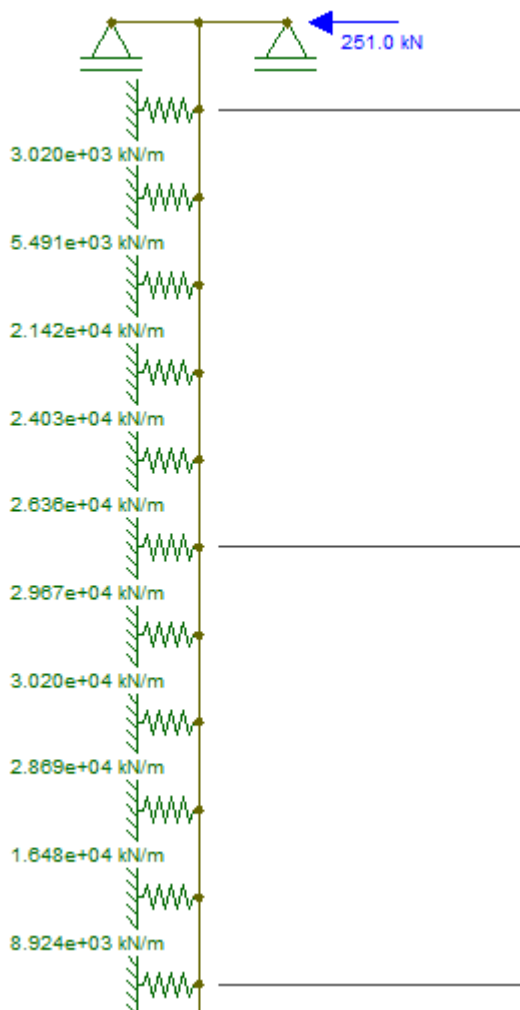 251.0 kN
3.020e+03 kN/m
5.491e+03 kN/m
2.142e+04 kN/m
2.403e+04 kN/m
2.636e+04 kN/m
2.967e+04 kN/m
3.020e+04 kN/m
2.869e+04 kN/m
1.648e+04 kN/m
8.924e+03 kN/m